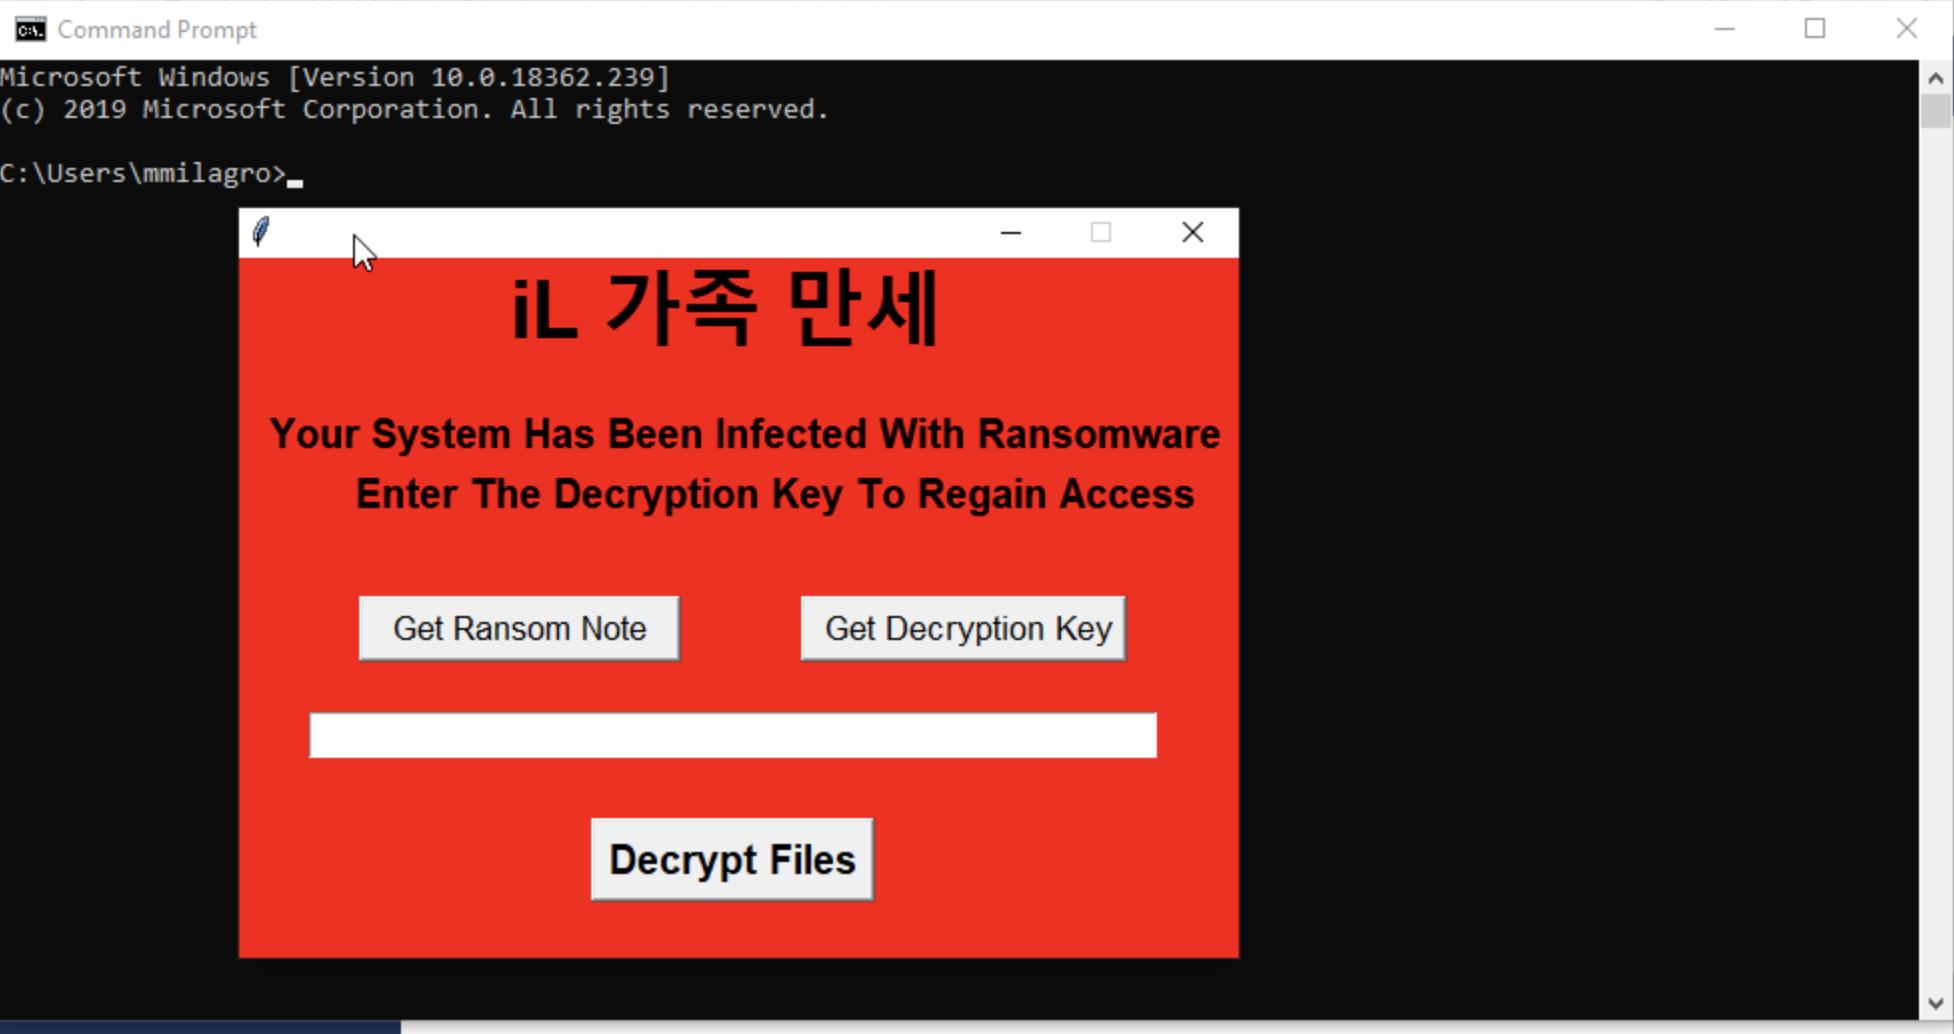 Command Prompt
Microsoft Windows [Version 10.0.18362.239]
(c) 2019 Microsoft Corporation. All rights reserved.
C:\Users\mmilagro>
iL 가족 만세
Your System Has Been Infected With Ransomware
Enter The Decryption Key To Regain Access
Get Ransom Note
Get Decryption Key
Decrypt Files